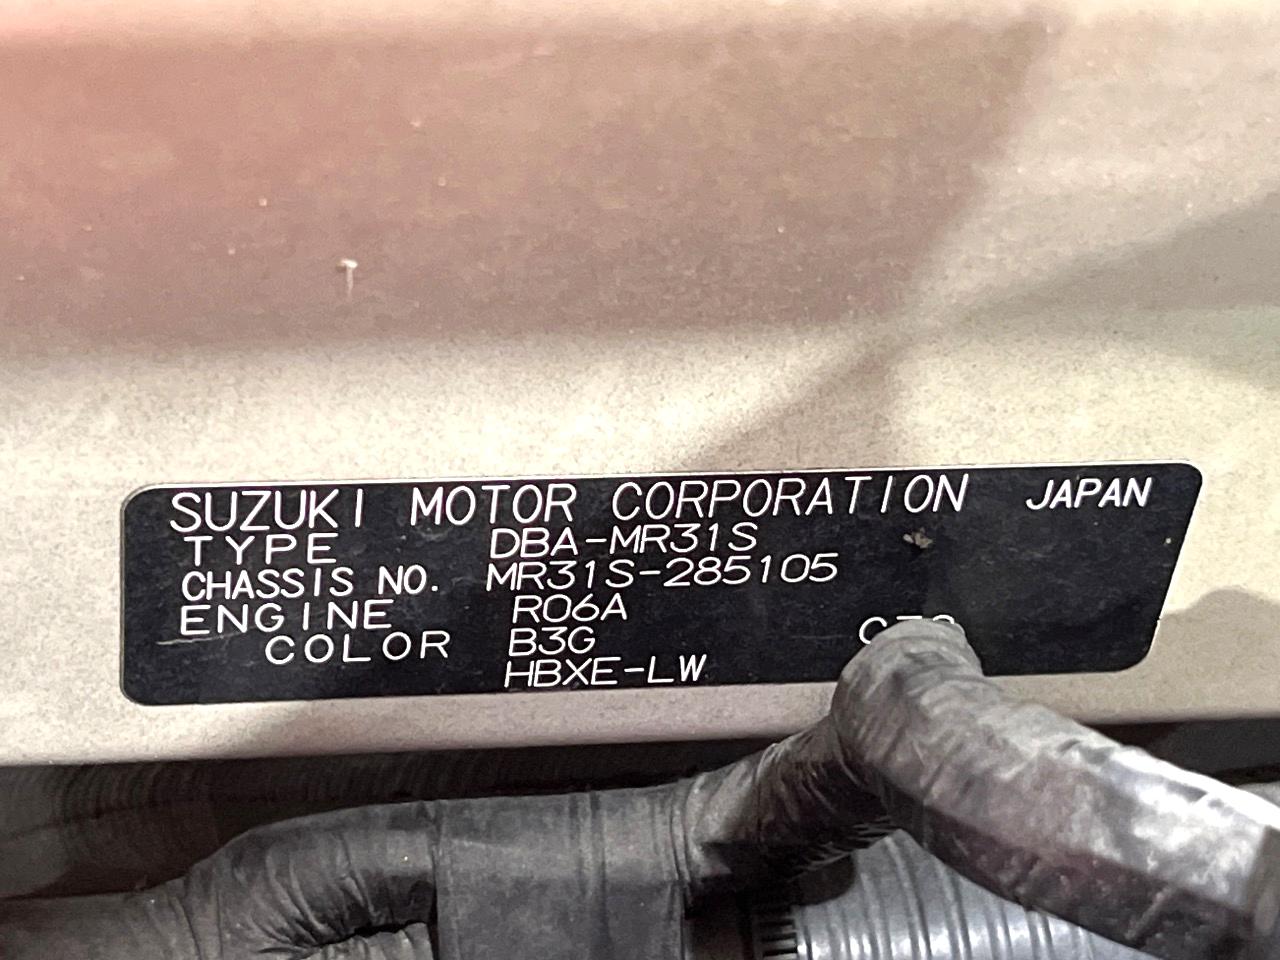 SUZUKI MOTOR CORPORATION JAPAN
TYPE DBA-MR31S
CHASSIS NO. MR31S-285105
ENGINE R06A
COLOR B3G
HBXE-LW